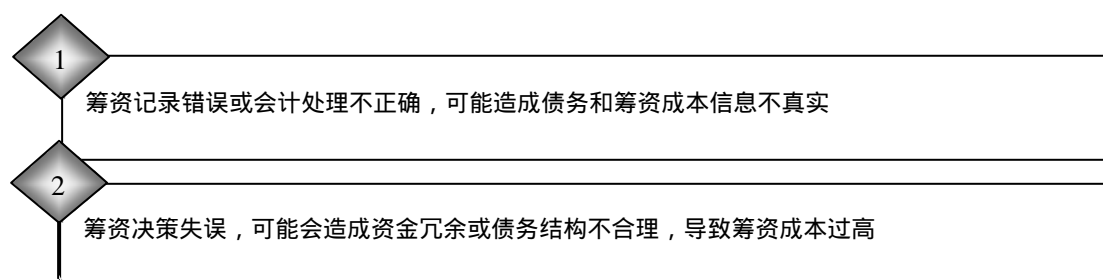 1
筹资记录错误或会计处理不正确，可能造成债务和筹资成本信息不真实
2
筹资决策失误，可能会造成资金冗余或债务结构不合理，导致筹资成本过高